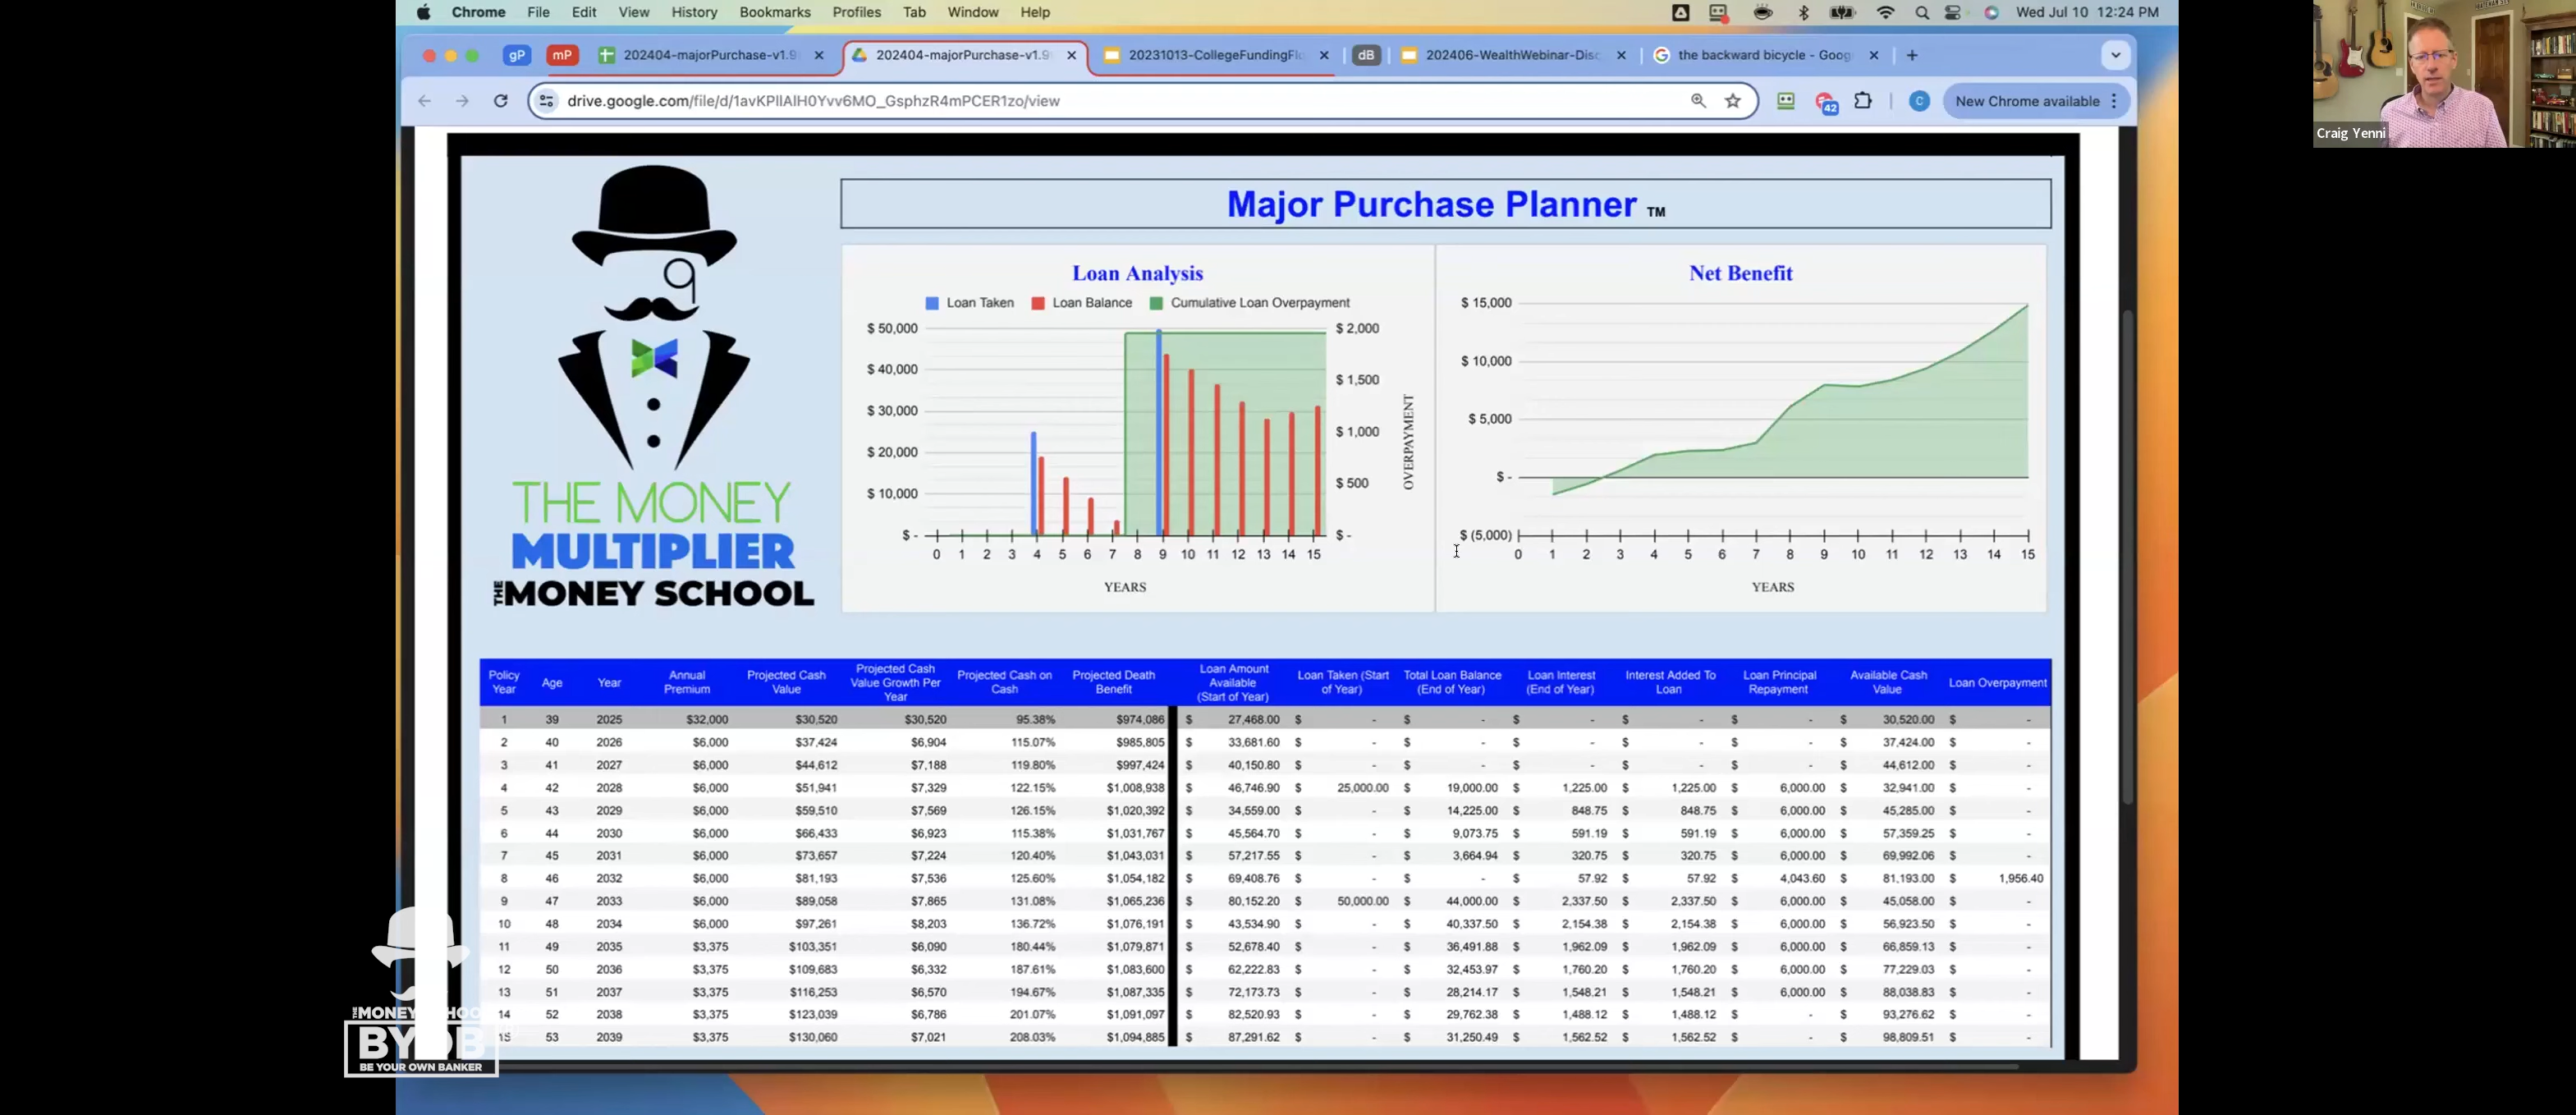 Chrome File Edit View History Bookmarks Profiles Tab Window Help Wed Jul 10 12:24 PM
gP mP 202404-majorPurchase-v1.9 202404-majorPurchase-v1.9 20231013-CollegeFundingFl dB 202406-WealthWebinar-Disc the backward bicycle - Goog
drive.google.com/file/d/1avKPllAlH0Yvv6MO_GsphzR4mPCER1zo/view 42 C New Chrome available
Craig Yenni
Major Purchase Planner TM
Loan Analysis
Loan Taken Loan Balance Cumulative Loan Overpayment
$ 50,000 $ 2,000
$ 40,000 $ 1,500
$ 30,000
$ 20,000 $ 1,000
$ 10,000 $ 500
$ - $ -
OVERPAYMENT
0 1 2 3 4 5 6 7 8 9 10 11 12 13 14 15
YEARS
Net Benefit
$ 15,000
$ 10,000
$ 5,000
$ -
$ (5,000)
0 1 2 3 4 5 6 7 8 9 10 11 12 13 14 15
YEARS
THE MONEY
MULTIPLIER
THE MONEY SCHOOL
Policy Year Age Year Annual Premium Projected Cash Value Projected Cash Value Growth Per Year Projected Cash on Cash Projected Death Benefit Loan Amount Available (Start of Year) Loan Taken (Start of Year) Total Loan Balance (End of Year) Loan Interest (End of Year) Interest Added To Loan Loan Principal Repayment Available Cash Value Loan Overpayment
1 39 2025 $32,000 $30,520 $30,520 95.38% $974,086 $ 27,468.00 $ - $ - $ - $ - $ - $ 30,520.00 $ -
2 40 2026 $6,000 $37,424 $6,904 115.07% $985,805 $ 33,681.60 $ - $ - $ - $ - $ - $ 37,424.00 $ -
3 41 2027 $6,000 $44,612 $7,188 119.80% $997,424 $ 40,150.80 $ - $ - $ - $ - $ - $ 44,612.00 $ -
4 42 2028 $6,000 $51,941 $7,329 122.15% $1,008,938 $ 46,746.90 $ 25,000.00 $ 19,000.00 $ 1,225.00 $ 1,225.00 $ 6,000.00 $ 32,941.00 $ -
5 43 2029 $6,000 $59,510 $7,569 126.15% $1,020,392 $ 34,559.00 $ - $ 14,225.00 $ 848.75 $ 848.75 $ 6,000.00 $ 45,285.00 $ -
6 44 2030 $6,000 $66,433 $6,923 115.38% $1,031,767 $ 45,564.70 $ - $ 9,073.75 $ 591.19 $ 591.19 $ 6,000.00 $ 57,359.25 $ -
7 45 2031 $6,000 $73,657 $7,224 120.40% $1,043,031 $ 57,217.55 $ - $ 3,664.94 $ 320.75 $ 320.75 $ 6,000.00 $ 69,992.06 $ -
8 46 2032 $6,000 $81,193 $7,536 125.60% $1,054,182 $ 69,408.76 $ - $ - $ 57.92 $ 57.92 $ 4,043.60 $ 81,193.00 $ 1,956.40
9 47 2033 $6,000 $89,058 $7,865 131.08% $1,065,236 $ 80,152.20 $ 50,000.00 $ 44,000.00 $ 2,337.50 $ 2,337.50 $ 6,000.00 $ 45,058.00 $ -
10 48 2034 $6,000 $97,261 $8,203 136.72% $1,076,191 $ 43,534.90 $ - $ 40,337.50 $ 2,154.38 $ 2,154.38 $ 6,000.00 $ 56,923.50 $ -
11 49 2035 $3,375 $103,351 $6,090 180.44% $1,079,871 $ 52,678.40 $ - $ 36,491.88 $ 1,962.09 $ 1,962.09 $ 6,000.00 $ 66,859.13 $ -
12 50 2036 $3,375 $109,683 $6,332 187.61% $1,083,600 $ 62,222.83 $ - $ 32,453.97 $ 1,760.20 $ 1,760.20 $ 6,000.00 $ 77,229.03 $ -
13 51 2037 $3,375 $116,253 $6,570 194.67% $1,087,335 $ 72,173.73 $ - $ 28,214.17 $ 1,548.21 $ 1,548.21 $ 6,000.00 $ 88,038.83 $ -
14 52 2038 $3,375 $123,039 $6,786 201.07% $1,091,097 $ 82,520.93 $ - $ 29,762.38 $ 1,488.12 $ 1,488.12 $ - $ 93,276.62 $ -
15 53 2039 $3,375 $130,060 $7,021 208.03% $1,094,885 $ 87,291.62 $ - $ 31,250.49 $ 1,562.52 $ 1,562.52 $ - $ 98,809.51 $ -
BYOB
BE YOUR OWN BANKER